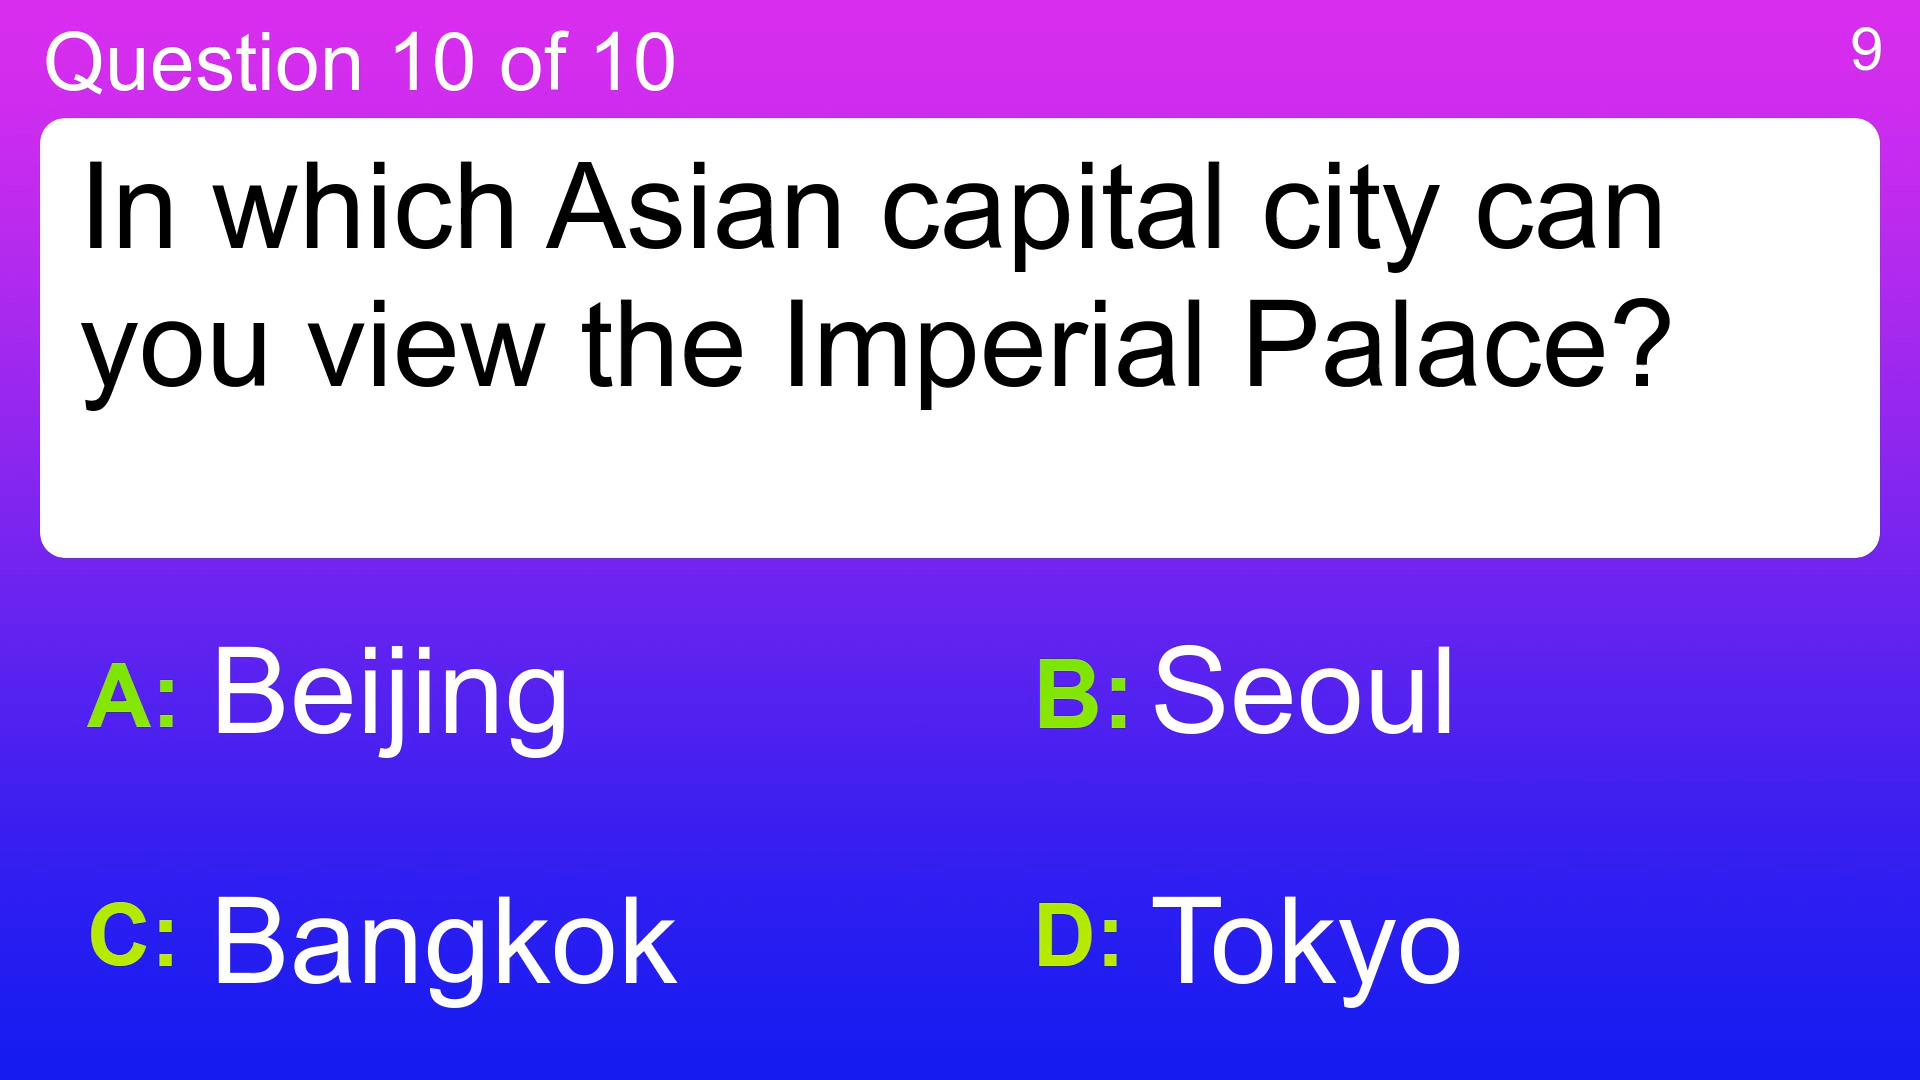 Question 10 of 10
9
In which Asian capital city can
you view the Imperial Palace?
A: Beijing
B: Seoul
C: Bangkok
D: Tokyo